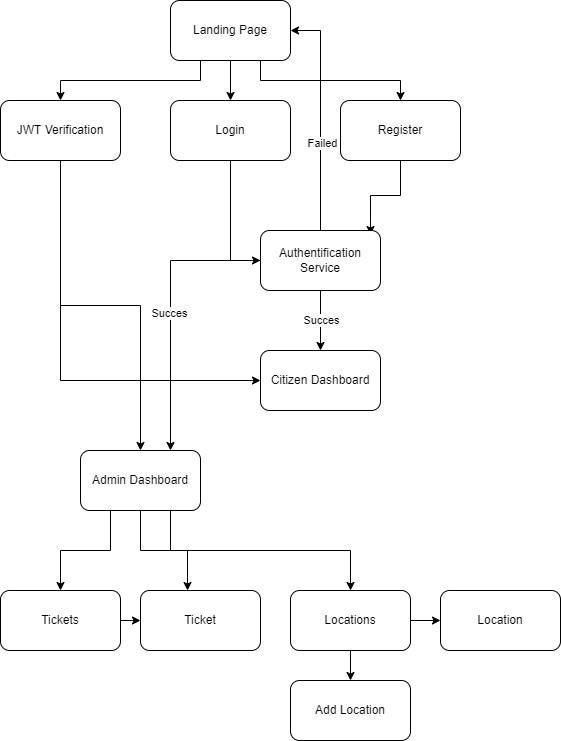 Landing Page
JWT Verification
Login
Register
Failed
Authentification
Service
Succes
Succes
Citizen Dashboard
Admin Dashboard
Tickets
Ticket
Locations
Location
Add Location